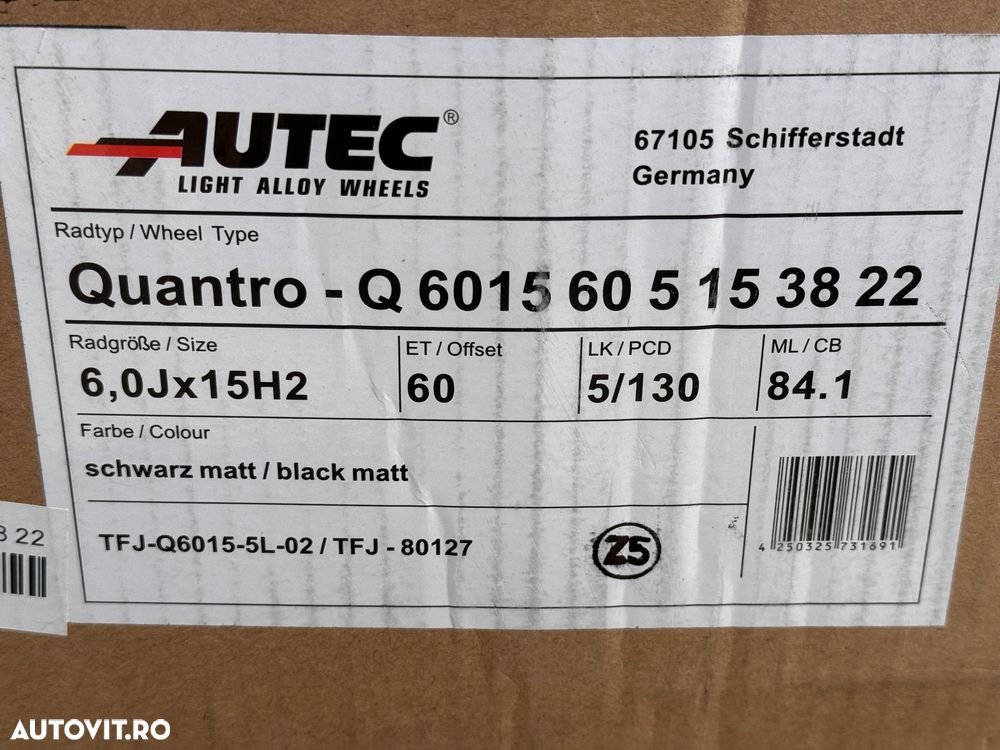 AUTEC®
LIGHT ALLOY WHEELS
67105 Schifferstadt
Germany
Radtyp / Wheel Type
Quantro - Q 6015 60 5 15 38 22
Radgröße / Size
6,0Jx15H2
ET / Offset
60
LK / PCD
5/130
ML / CB
84.1
Farbe / Colour
schwarz matt / black matt
TFJ-Q6015-5L-02 / TFJ - 80127
Z5
4 250325 731691
8 22
AUTOVIT.RO